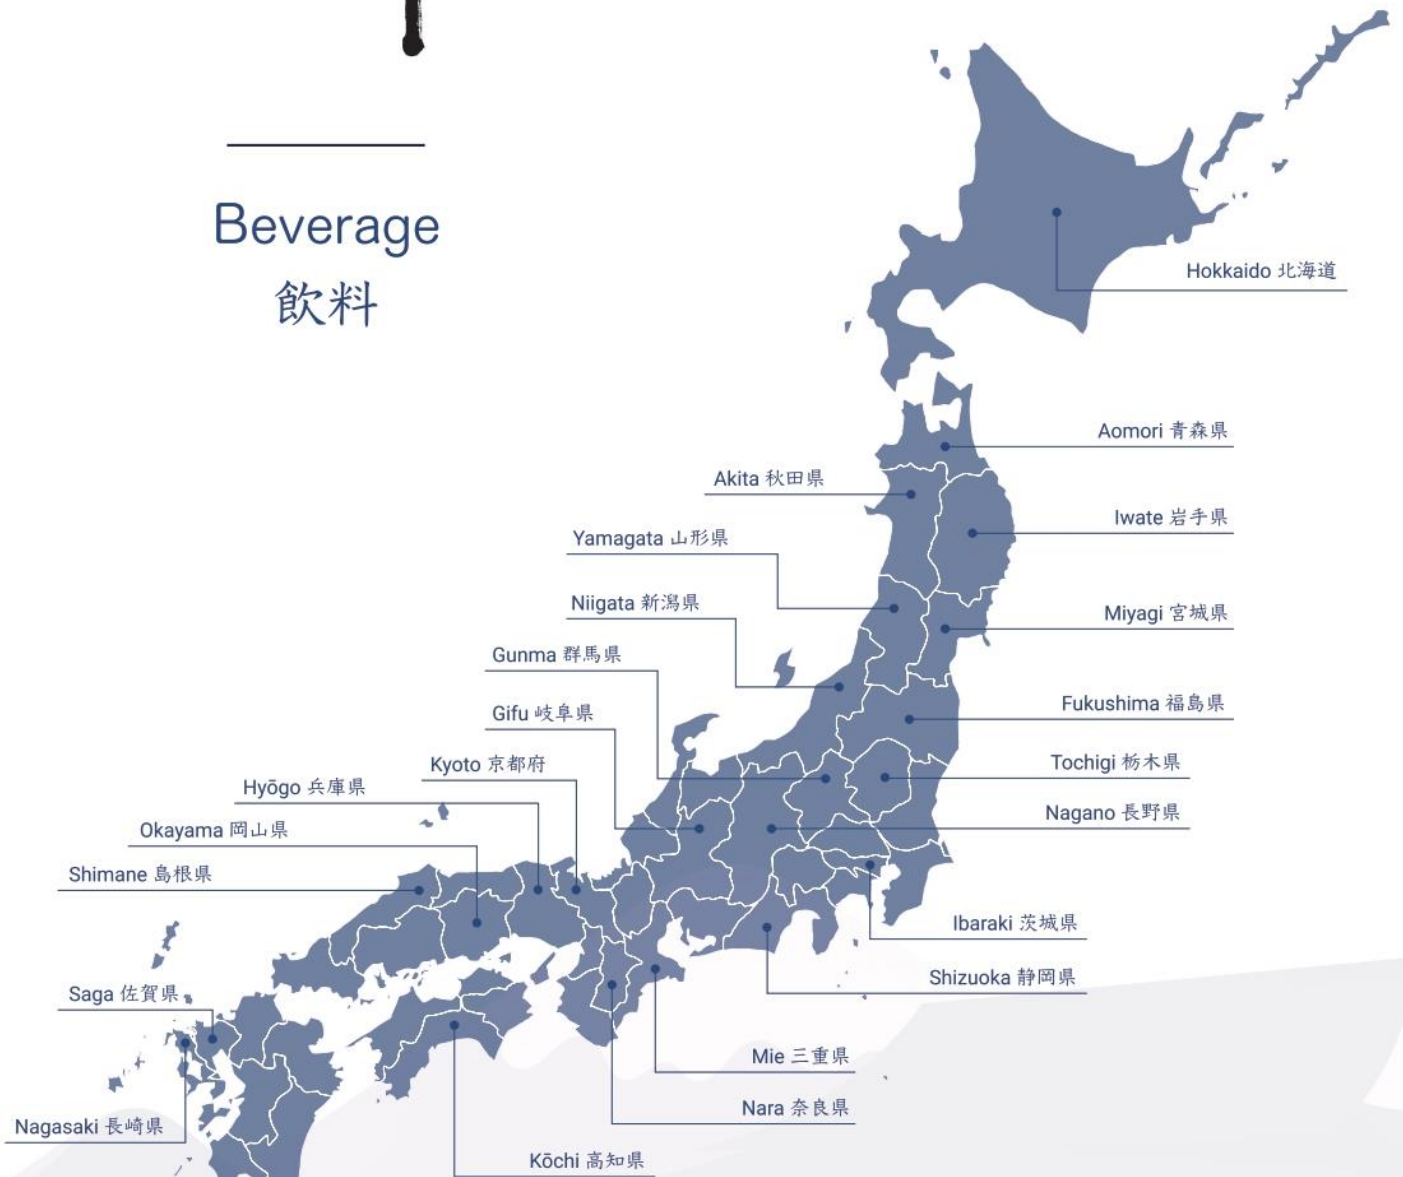 Beverage
飲料
Hokkaido 北海道
Aomori 青森県
Akita 秋田県
Iwate 岩手県
Yamagata 山形県
Niigata 新潟県
Miyagi 宮城県
Gunma 群馬県
Fukushima 福島県
Gifu 岐阜県
Kyoto 京都府
Tochigi 栃木県
Hyōgo 兵庫県
Nagano 長野県
Okayama 岡山県
Shimane 島根県
Ibaraki 茨城県
Shizuoka 静岡県
Saga 佐賀県
Mie 三重県
Nara 奈良県
Nagasaki 長崎県
Kōchi 高知県